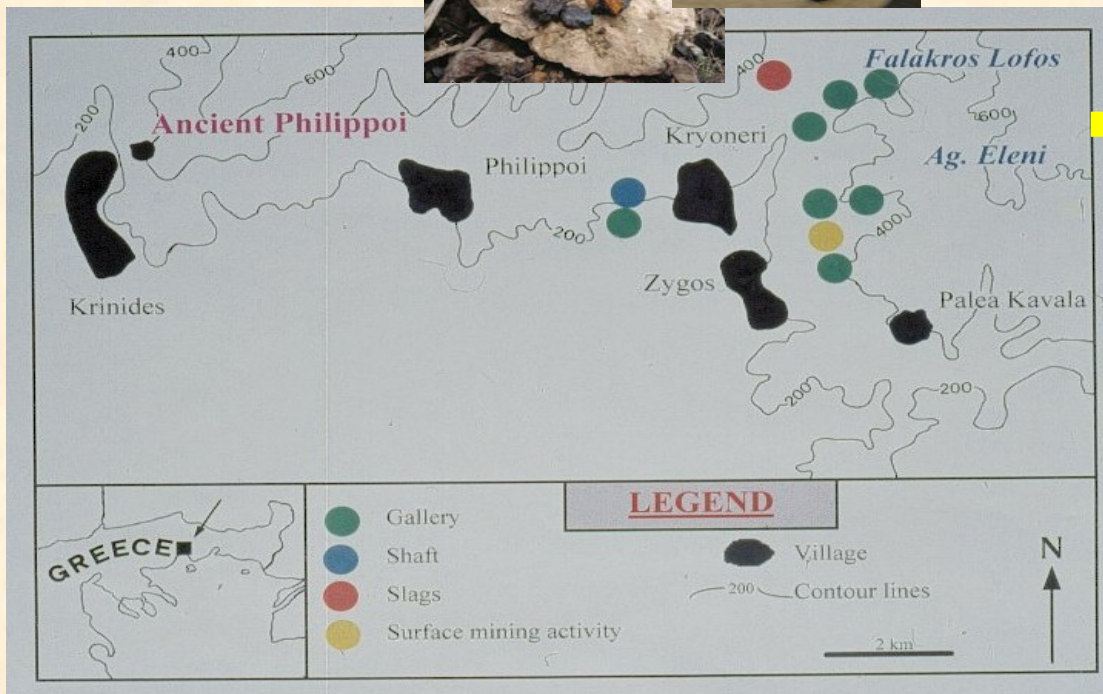 400
600
200
Ancient Philippoi
Philippoi
Kryoneri
400
Falakros Lofos
600
Ag. Eleni
200
400
Krinides
Zygos
Palea Kavala
200
200
GREECE
LEGEND
Gallery
Shaft
Slags
Surface mining activity
Village
200 Contour lines
N
2 km